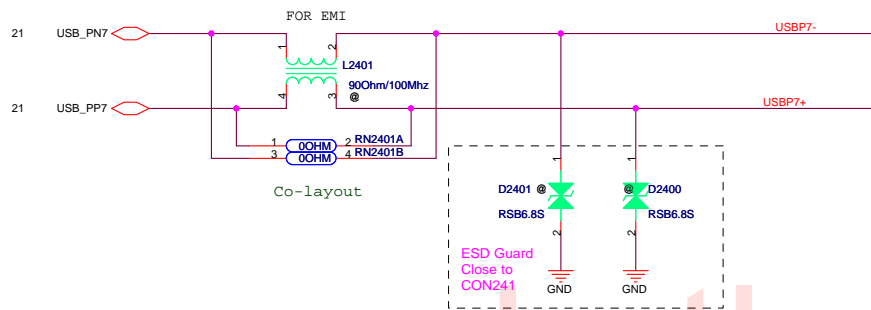 FOR EMI
21 USB_PN7 USBP7-
1 2
L2401
90Ohm/100Mhz
@
4 3
21 USB_PP7 USBP7+
1 0OHM 2 RN2401A
3 0OHM 4 RN2401B
Co-layout
1 1
D2401 @ @ D2400
RSB6.8S RSB6.8S
2 2
ESD Guard
Close to
CON241
GND GND